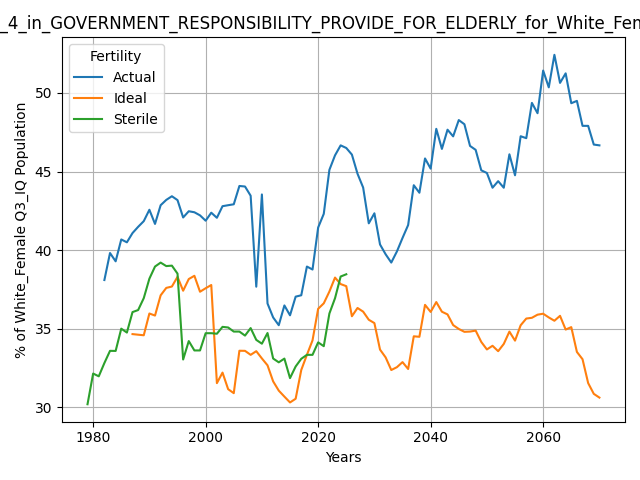 _4_in_GOVERNMENT_RESPONSIBILITY_PROVIDE_FOR_ELDERLY_for_White_Fem
Fertility
Actual
Ideal
Sterile
% of White_Female Q3_IQ Population
50
45
40
35
30
1980 2000 2020 2040 2060
Years